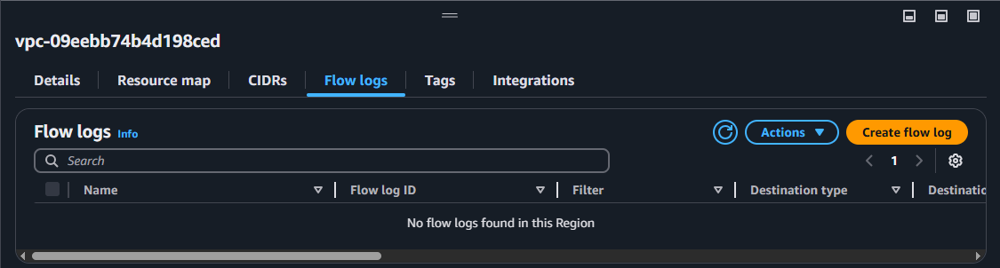 vpc-09eebb74b4d198ced
Details Resource map CIDRs Flow logs Tags Integrations
Flow logs Info Actions Create flow log
Search 1
Name Flow log ID Filter Destination type Destinatio
No flow logs found in this Region